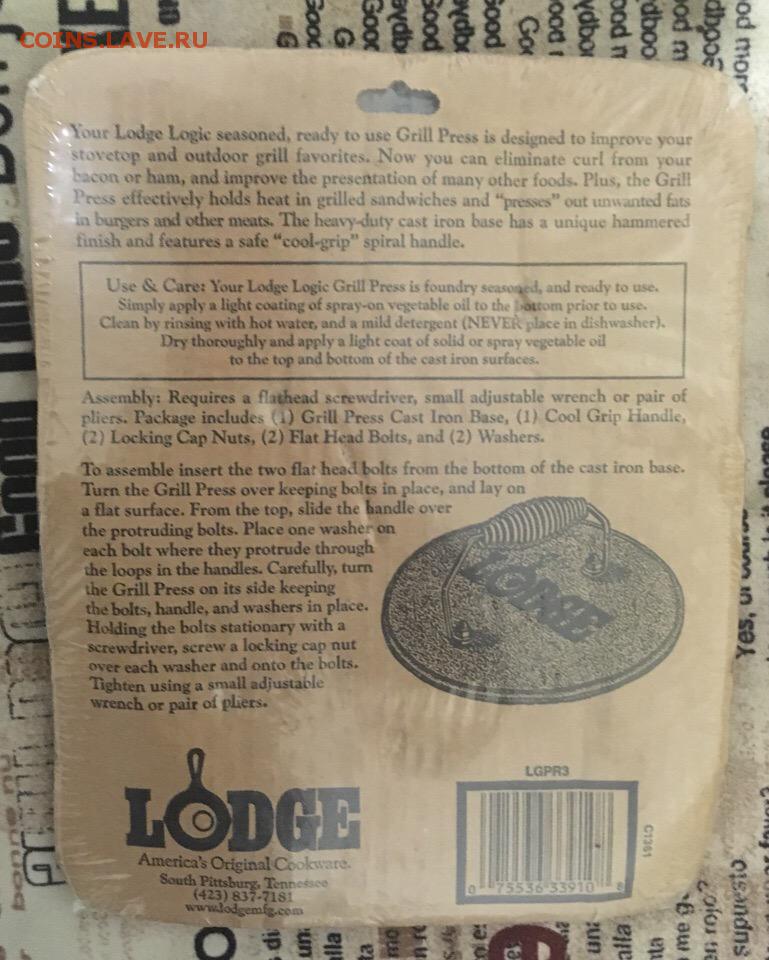 COINS.LAVE.RU
Your Lodge Logic seasoned, ready to use Grill Press is designed to improve your
stovetop and outdoor grill favorites. Now you can eliminate curl from your
bacon or ham, and improve the presentation of many other foods. Plus, the Grill
Press effectively holds heat in grilled sandwiches and “presses” out unwanted fats
in burgers and other meats. The heavy-duty cast iron base has a unique hammered
finish and features a safe “cool-grip” spiral handle.
Use & Care: Your Lodge Logic Grill Press is foundry seasoned, and ready to use.
Simply apply a light coating of spray-on vegetable oil to the bottom prior to use.
Clean by rinsing with hot water, and a mild detergent (NEVER place in dishwasher).
Dry thoroughly and apply a light coat of solid or spray vegetable oil
to the top and bottom of the cast iron surfaces.
Assembly: Requires a flathead screwdriver, small adjustable wrench or pair of
pliers. Package includes (1) Grill Press Cast Iron Base, (1) Cool Grip Handle,
(2) Locking Cap Nuts, (2) Flat Head Bolts, and (2) Washers.
To assemble insert the two flat head bolts from the bottom of the cast iron base.
Turn the Grill Press over keeping bolts in place, and lay on
a flat surface. From the top, slide the handle over
the protruding bolts. Place one washer on
each bolt where they protrude through
the loops in the handles. Carefully, turn
the Grill Press on its side keeping
the bolts, handle, and washers in place.
Holding the bolts stationary with a
screwdriver, screw a locking cap nut
over each washer and onto the bolts.
Tighten using a small adjustable
wrench or pair of pliers.
LODGE
LODGE
America's Original Cookware.
South Pittsburg, Tennessee
(423) 837-7181
www.lodgemfg.com
LGPR3
0 75536 33910 8
C1361
supuesto